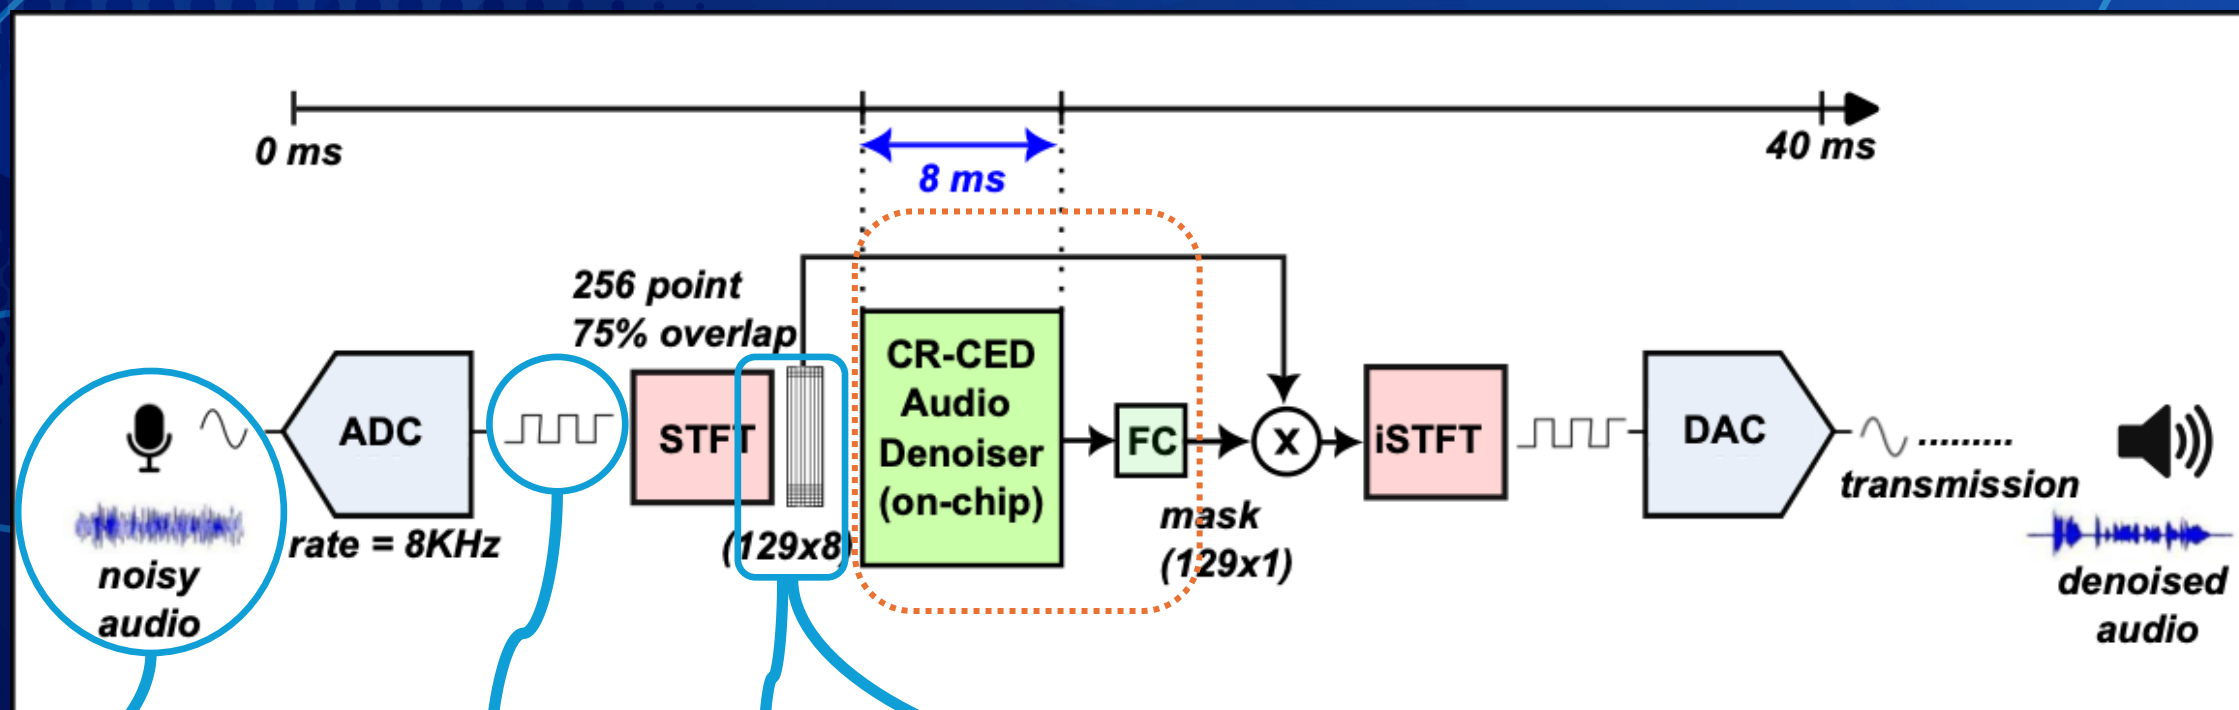 0 ms
40 ms
8 ms
256 point
75% overlap
CR-CED
Audio
Denoiser
(on-chip)
ADC
STFT
FC
X
iSTFT
DAC
rate = 8KHz
(129x8)
mask
(129x1)
transmission
noisy
audio
denoised
audio